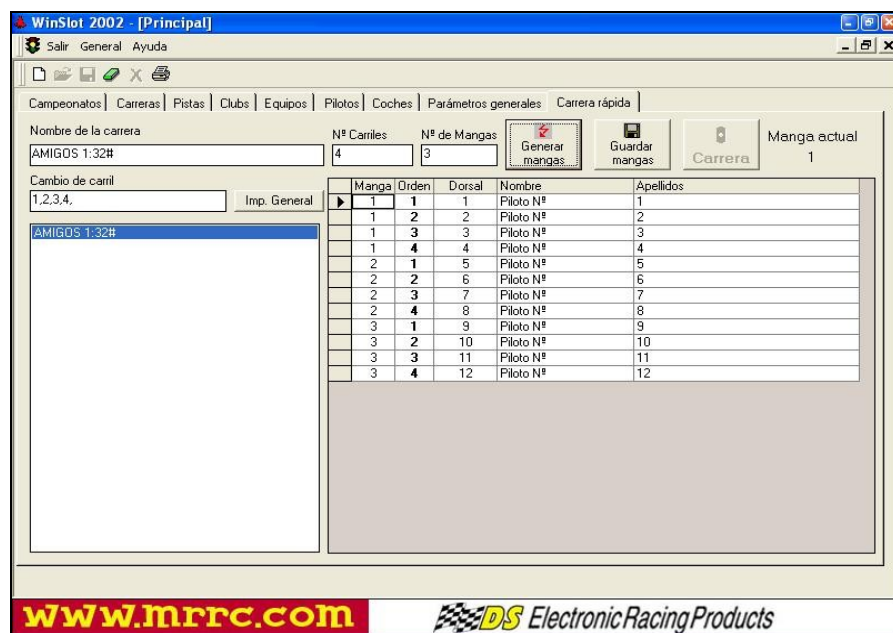 WinSlot 2002 - [Principal]
Salir General Ayuda
Campeonatos Carreras Pistas Clubs Equipos Pilotos Coches Parámetros generales Carrera rápida
Nombre de la carrera
AMIGOS 1:32#
Nº Carriles
4
Nº de Mangas
3
Generar mangas
Guardar mangas
Carrera
Manga actual
1
Cambio de carril
1,2,3,4,
Imp. General
AMIGOS 1:32#
Manga Orden Dorsal Nombre Apellidos
1 1 1 Piloto Nº 1
1 2 2 Piloto Nº 2
1 3 3 Piloto Nº 3
1 4 4 Piloto Nº 4
2 1 5 Piloto Nº 5
2 2 6 Piloto Nº 6
2 3 7 Piloto Nº 7
2 4 8 Piloto Nº 8
3 1 9 Piloto Nº 9
3 2 10 Piloto Nº 10
3 3 11 Piloto Nº 11
3 4 12 Piloto Nº 12
www.mrrc.com
DS Electronic Racing Products